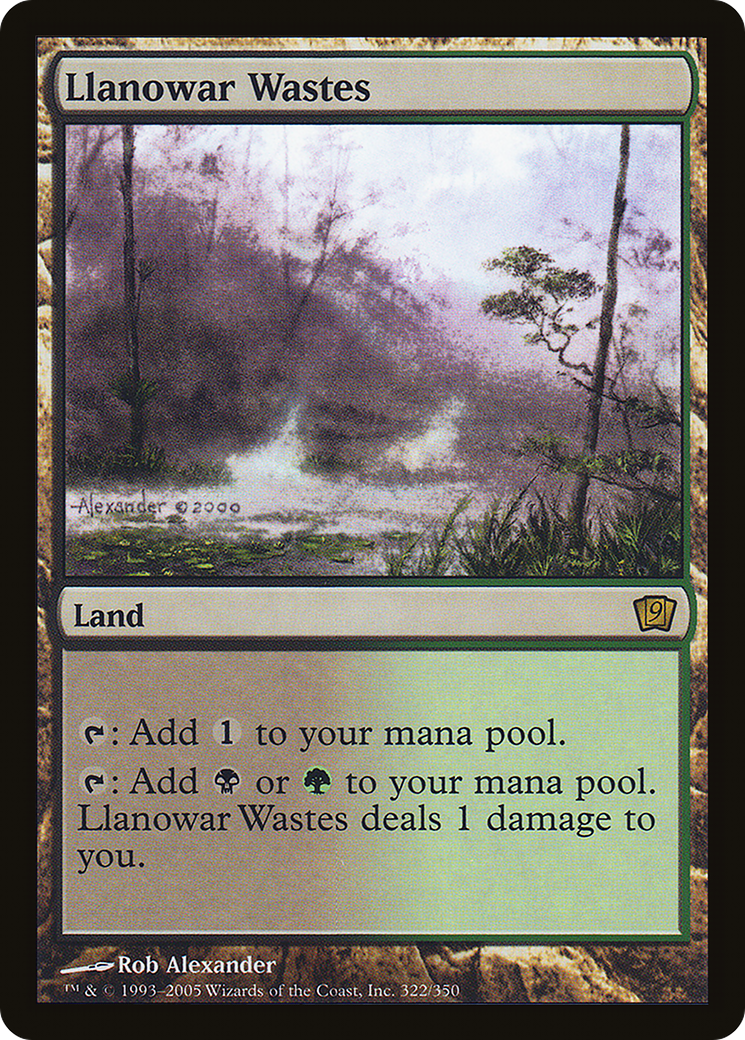 Llanowar Wastes
Alexander ©2000
Land
9
: Add 1 to your mana pool.
: Add or to your mana pool.
Llanowar Wastes deals 1 damage to
you.
Rob Alexander
™ & © 1993–2005 Wizards of the Coast, Inc. 322/350